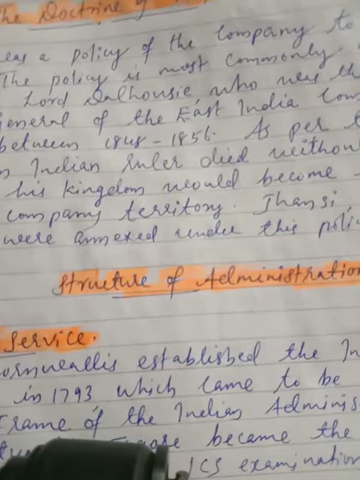 the Doctrine of
was a policy of the company to
The policy is most commonly
Lord Dalhousie, who was the
General of the East India Com
between 1848-1856. As per t
n Indian ruler died withou
his kingdom would become
company territory. Jhansi,
were annexed under this poli
Structure of Administration
Service.
ornwallis established the In
in 1793 which came to be
frame of the Indian Adminis
became the
ICS examination